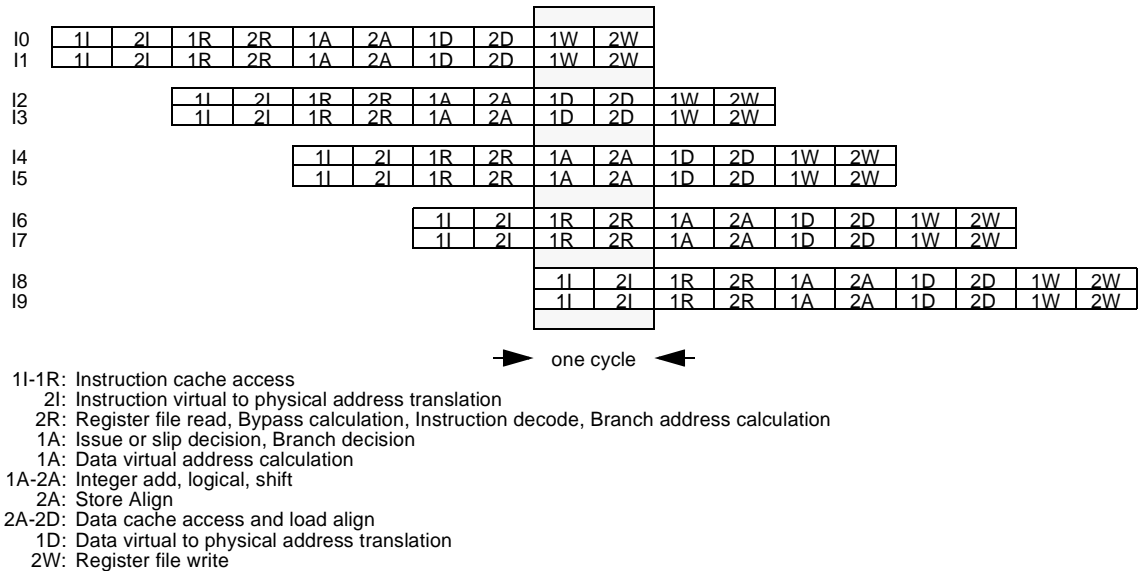 I0 1I 2I 1R 2R 1A 2A 1D 2D 1W 2W
I1 1I 2I 1R 2R 1A 2A 1D 2D 1W 2W
I2 1I 2I 1R 2R 1A 2A 1D 2D 1W 2W
I3 1I 2I 1R 2R 1A 2A 1D 2D 1W 2W
I4 1I 2I 1R 2R 1A 2A 1D 2D 1W 2W
I5 1I 2I 1R 2R 1A 2A 1D 2D 1W 2W
I6 1I 2I 1R 2R 1A 2A 1D 2D 1W 2W
I7 1I 2I 1R 2R 1A 2A 1D 2D 1W 2W
I8 1I 2I 1R 2R 1A 2A 1D 2D 1W 2W
I9 1I 2I 1R 2R 1A 2A 1D 2D 1W 2W
one cycle
1I-1R: Instruction cache access
2I: Instruction virtual to physical address translation
2R: Register file read, Bypass calculation, Instruction decode, Branch address calculation
1A: Issue or slip decision, Branch decision
1A: Data virtual address calculation
1A-2A: Integer add, logical, shift
2A: Store Align
2A-2D: Data cache access and load align
1D: Data virtual to physical address translation
2W: Register file write